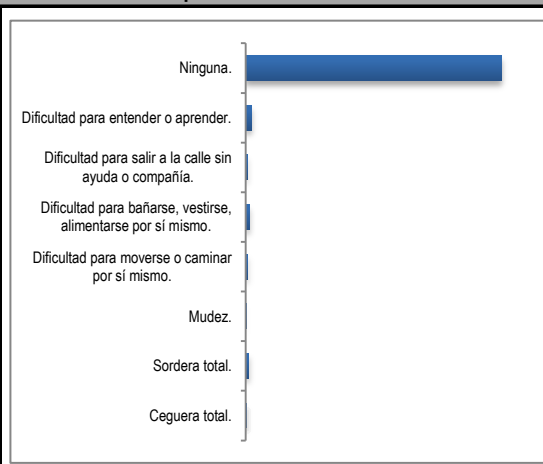 Ninguna.
Dificultad para entender o aprender.
Dificultad para salir a la calle sin
ayuda o compañía.
Dificultad para bañarse, vestirse,
alimentarse por sí mismo.
Dificultad para moverse o caminar
por sí mismo.
Mudez.
Sordera total.
Ceguera total.